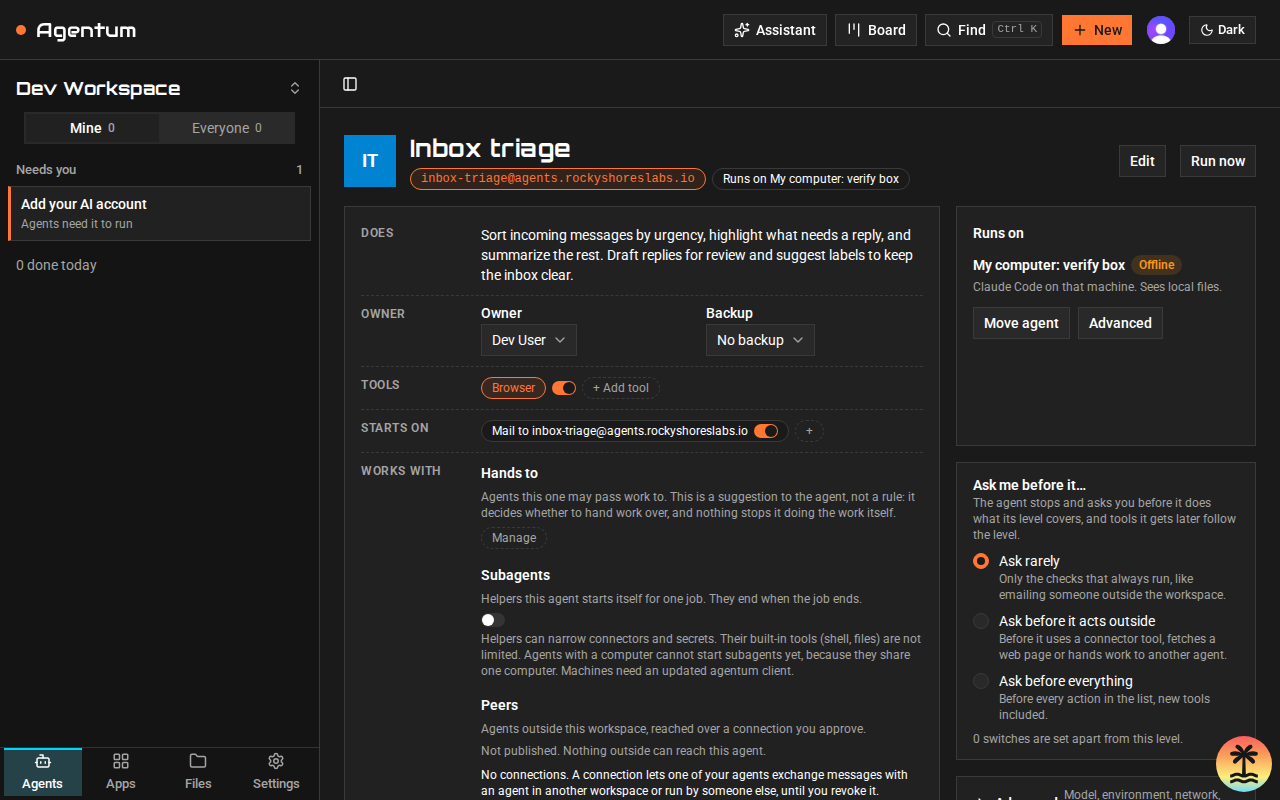 Agentum
Assistant
Board
Find Ctrl K
New
Dark
Dev Workspace
Mine 0
Everyone 0
Needs you 1
Add your AI account
Agents need it to run
0 done today
Agents
Apps
Files
Settings
IT
Inbox triage
inbox-triage@agents.rockyshoreslabs.io
Runs on My computer: verify box
Edit
Run now
DOES
Sort incoming messages by urgency, highlight what needs a reply, and
summarize the rest. Draft replies for review and suggest labels to keep
the inbox clear.
OWNER
Owner
Dev User
Backup
No backup
TOOLS
Browser
+ Add tool
STARTS ON
Mail to inbox-triage@agents.rockyshoreslabs.io
+
WORKS WITH
Hands to
Agents this one may pass work to. This is a suggestion to the agent, not a rule: it
decides whether to hand work over, and nothing stops it doing the work itself.
Manage
Subagents
Helpers this agent starts itself for one job. They end when the job ends.
Helpers can narrow connectors and secrets. Their built-in tools (shell, files) are not
limited. Agents with a computer cannot start subagents yet, because they share
one computer. Machines need an updated agentum client.
Peers
Agents outside this workspace, reached over a connection you approve.
Not published. Nothing outside can reach this agent.
No connections. A connection lets one of your agents exchange messages with
an agent in another workspace or run by someone else, until you revoke it.
Runs on
My computer: verify box Offline
Claude Code on that machine. Sees local files.
Move agent
Advanced
Ask me before it…
The agent stops and asks you before it does
what its level covers, and tools it gets later follow
the level.
Ask rarely
Only the checks that always run, like
emailing someone outside the workspace.
Ask before it acts outside
Before it uses a connector tool, fetches a
web page or hands work to another agent.
Ask before everything
Before every action in the list, new tools
included.
0 switches are set apart from this level.
Advanced
Model, environment, network,